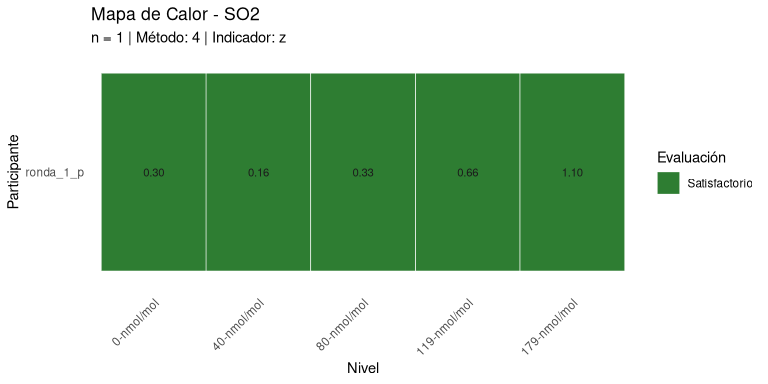 Mapa de Calor - SO2
n = 1 | Método: 4 | Indicador: z
Participante
ronda_1_p
0.30 0.16 0.33 0.66 1.10
Evaluación
Satisfactorio
0-nmol/mol 40-nmol/mol 80-nmol/mol 119-nmol/mol 179-nmol/mol
Nivel